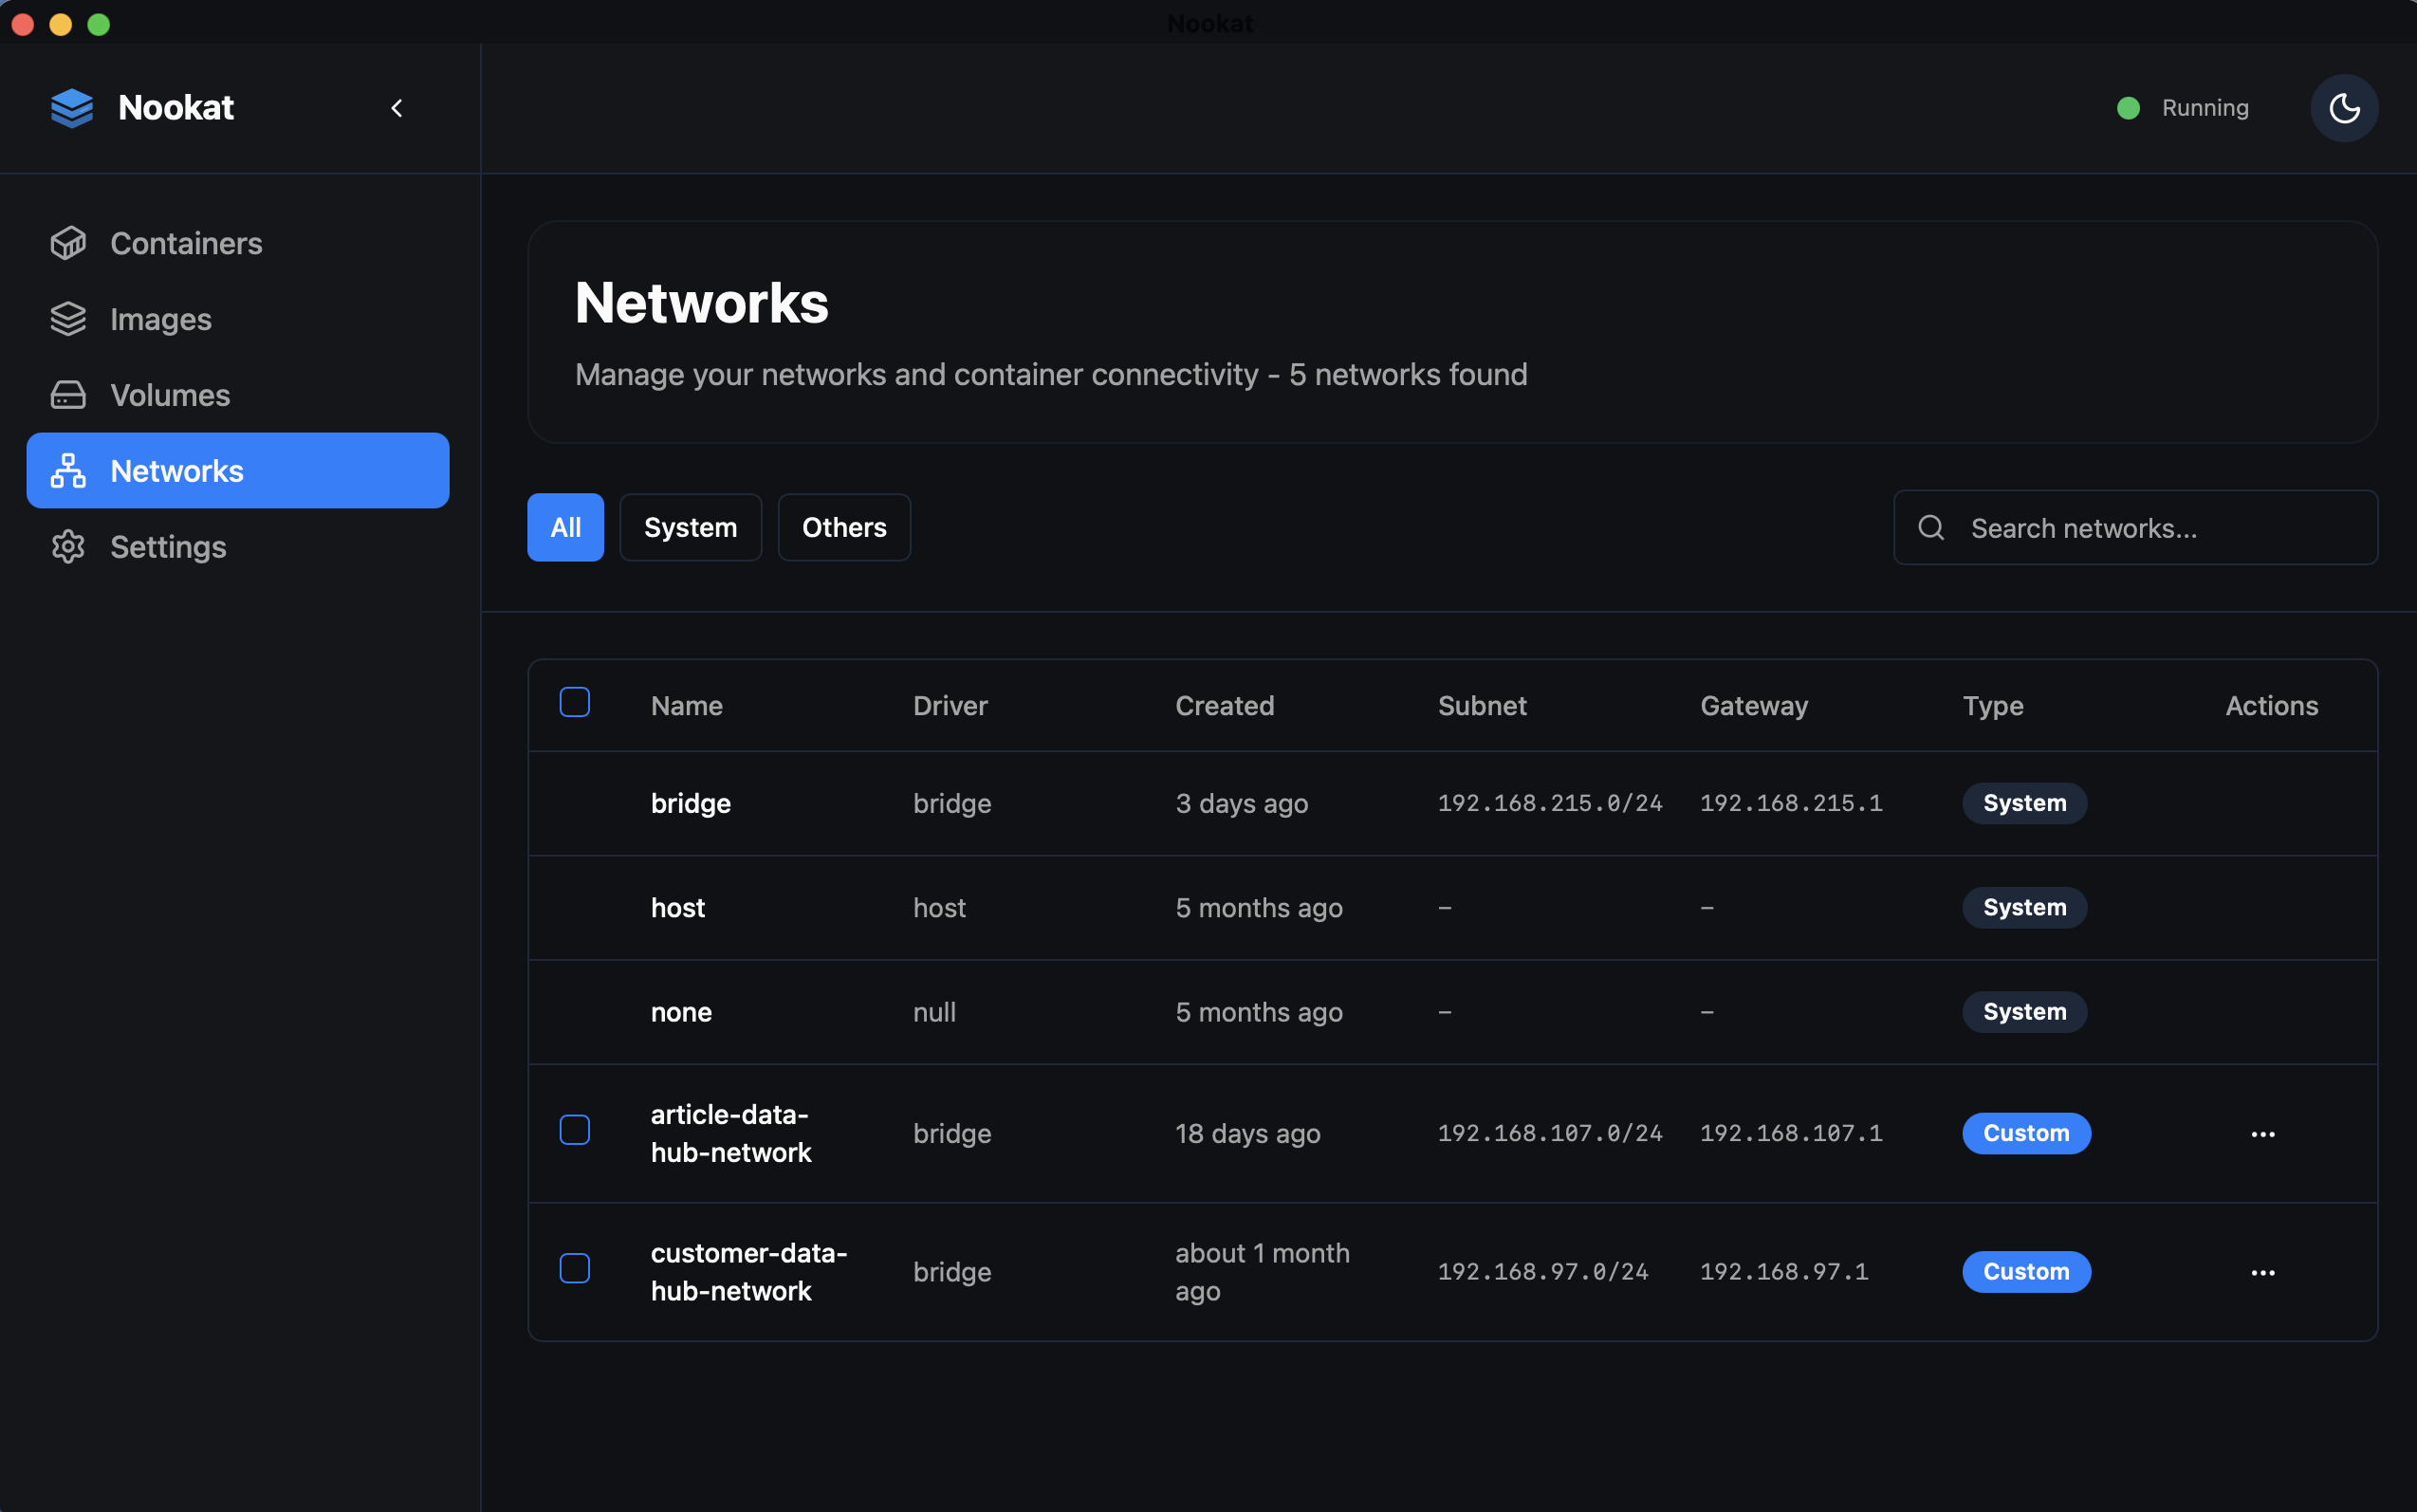 Nookat
Nookat
Running
Containers
Images
Volumes
Networks
Settings
Networks
Manage your networks and container connectivity - 5 networks found
All System Others
Search networks...
Name Driver Created Subnet Gateway Type Actions
bridge bridge 3 days ago 192.168.215.0/24 192.168.215.1 System
host host 5 months ago – – System
none null 5 months ago – – System
article-data-
hub-network bridge 18 days ago 192.168.107.0/24 192.168.107.1 Custom ...
customer-data-
hub-network bridge about 1 month
ago 192.168.97.0/24 192.168.97.1 Custom ...